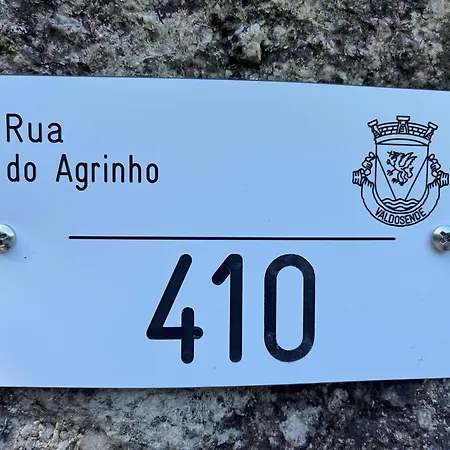 Rua
do Agrinho
VALDOSENDE
410